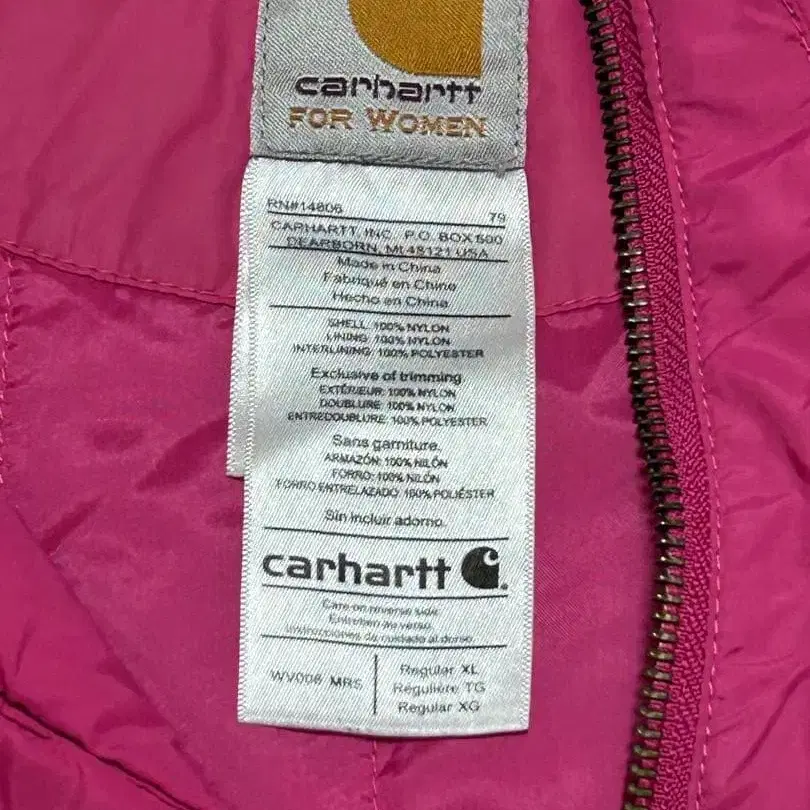 carhartt
FOR WOMEN
RN#14806 79
CARHARTT, INC. P.O. BOX 600
DEARBORN, MI 48121 USA
Made in China
Fabriqué en Chine
Hecho en China
SHELL: 100% NYLON
LINING: 100% NYLON
INTERLINING: 100% POLYESTER
Exclusive of trimming.
EXTÉRIEUR: 100% NYLON
DOUBLURE: 100% NYLON
ENTREDOUBLURE: 100% POLYESTER
Sans garniture.
ARMAZÓN: 100% NILÓN
FORRO: 100% NILÓN
FORRO ENTRELAZADO: 100% POLIÉSTER
Sin incluir adorno.
carhartt
Care on reverse side.
Entretien au verso.
Instrucciones de cuidado al dorso.
WV006 MRS
Regular XL
Régulière TG
Regular XG